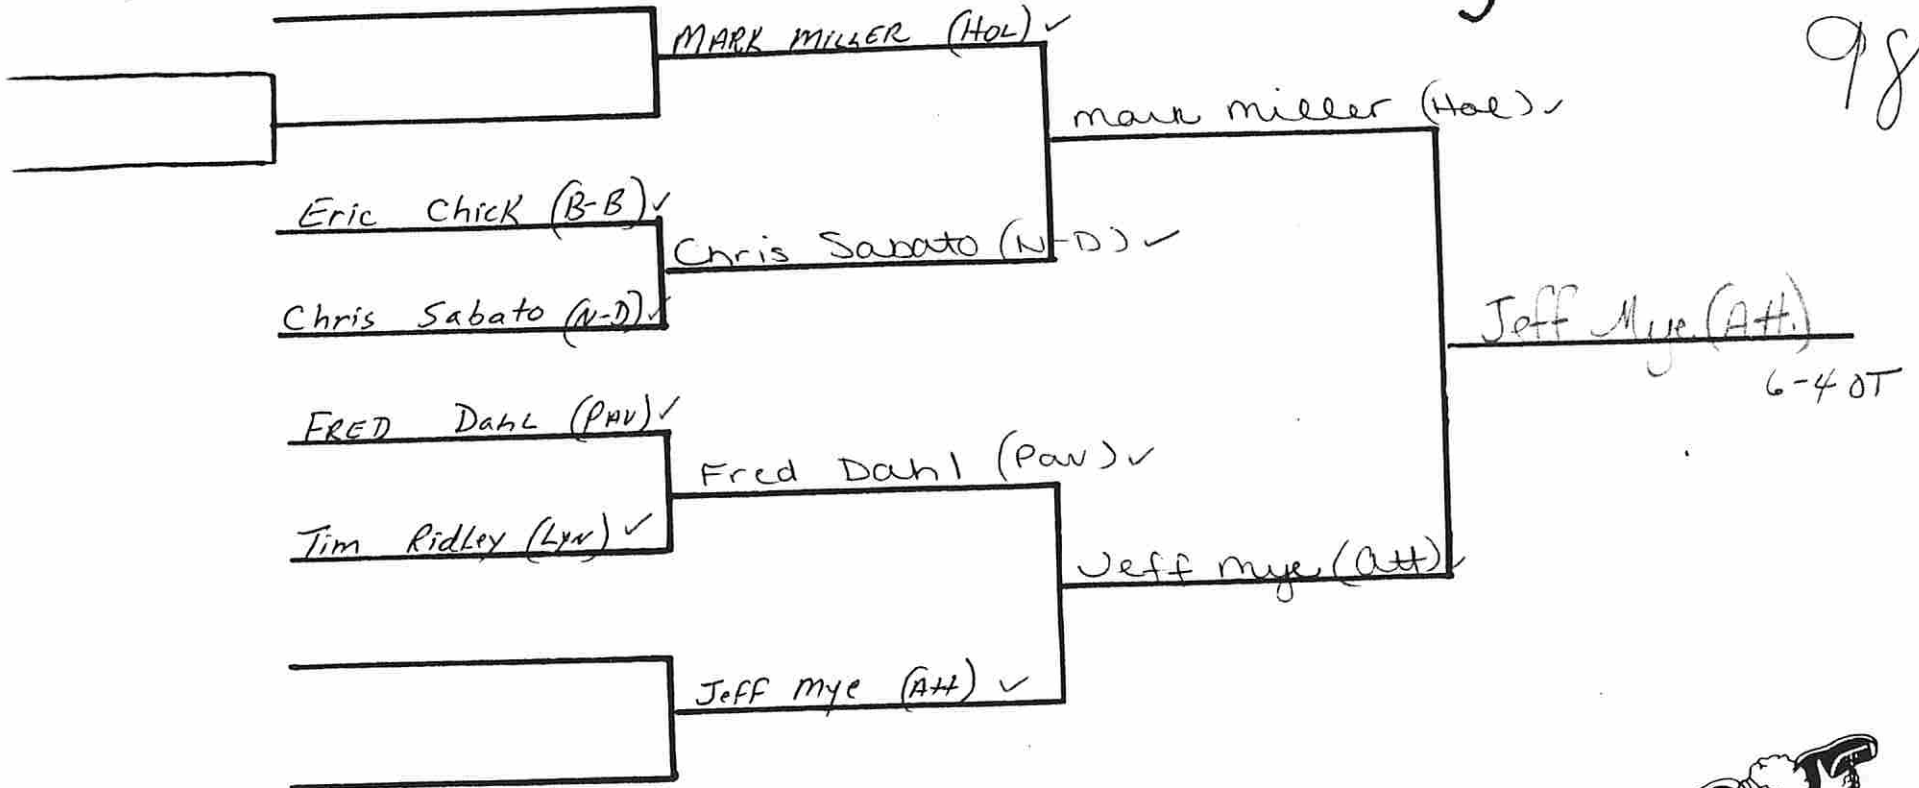 98
MARK MILLER (HOL) ✓
mark miller (Hol) ✓
Eric Chick (B-B) ✓
Chris Sabato (N-D) ✓
Chris Sabato (N-D) ✓
Jeff Mye (Att.)
6-4 OT
FRED DahL (PAV) ✓
Fred Dahl (Pav) ✓
Tim RidLey (Lyn) ✓
Jeff mye (Att) ✓
Jeff mye (Att) ✓